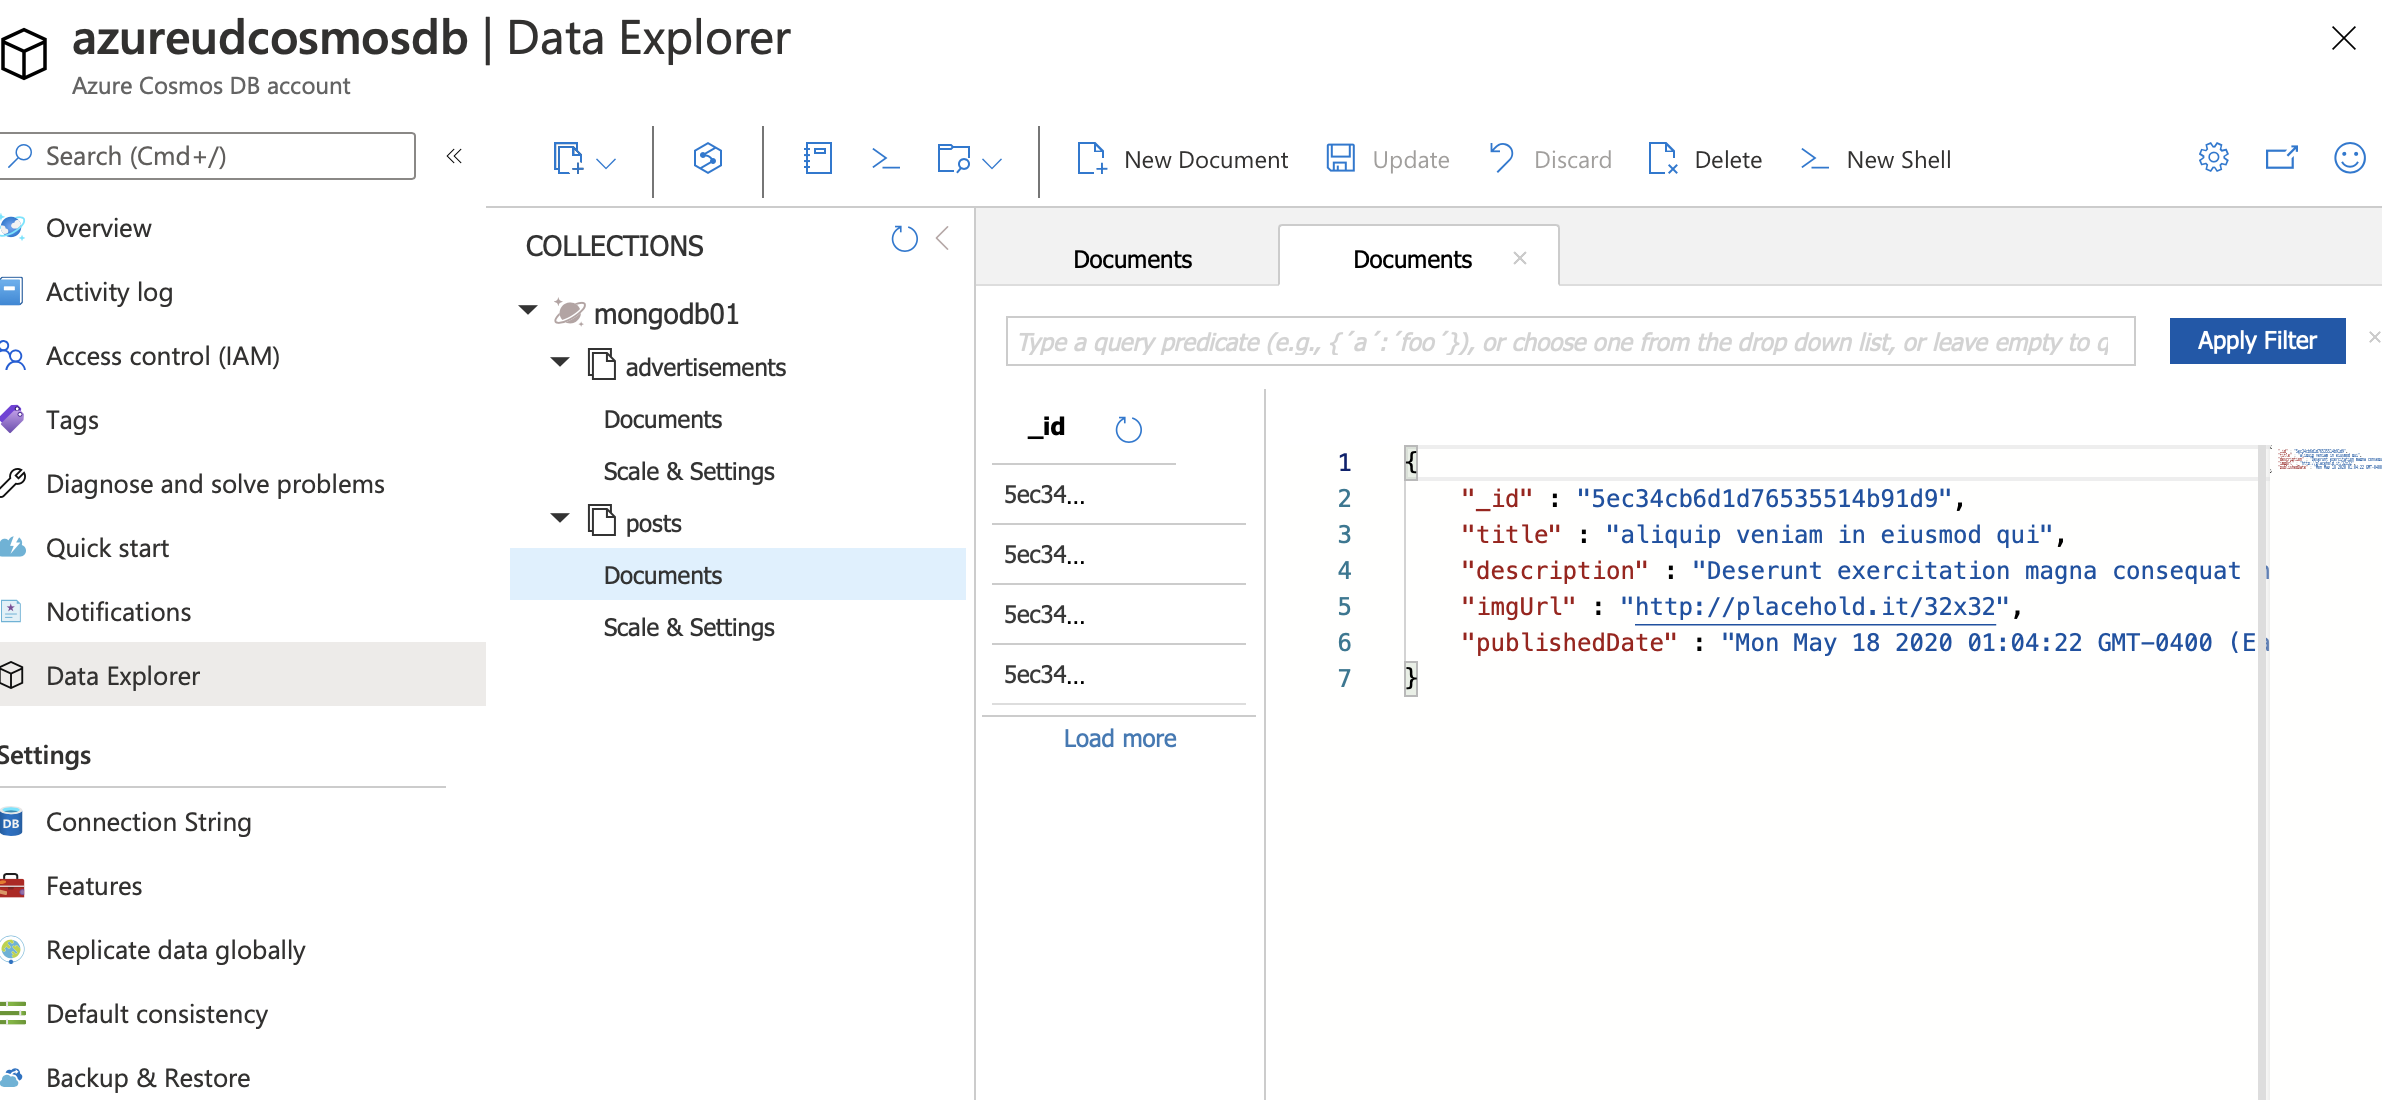 azureudcosmosdb | Data Explorer
Azure Cosmos DB account
Search (Cmd+/)
«
New Document
Update
Discard
Delete
New Shell
Overview
Activity log
Access control (IAM)
Tags
Diagnose and solve problems
Quick start
Notifications
Data Explorer
Settings
Connection String
Features
Replicate data globally
Default consistency
Backup & Restore
COLLECTIONS
mongodb01
advertisements
Documents
Scale & Settings
posts
Documents
Scale & Settings
Documents
Documents
Type a query predicate (e.g., {´a´:´foo´}), or choose one from the drop down list, or leave empty to q
Apply Filter
_id
5ec34...
5ec34...
5ec34...
5ec34...
Load more
1 {
2 "_id" : "5ec34cb6d1d76535514b91d9",
3 "title" : "aliquip veniam in eiusmod qui",
4 "description" : "Deserunt exercitation magna consequat
5 "imgUrl" : "http://placehold.it/32x32",
6 "publishedDate" : "Mon May 18 2020 01:04:22 GMT-0400 (Ea
7 }